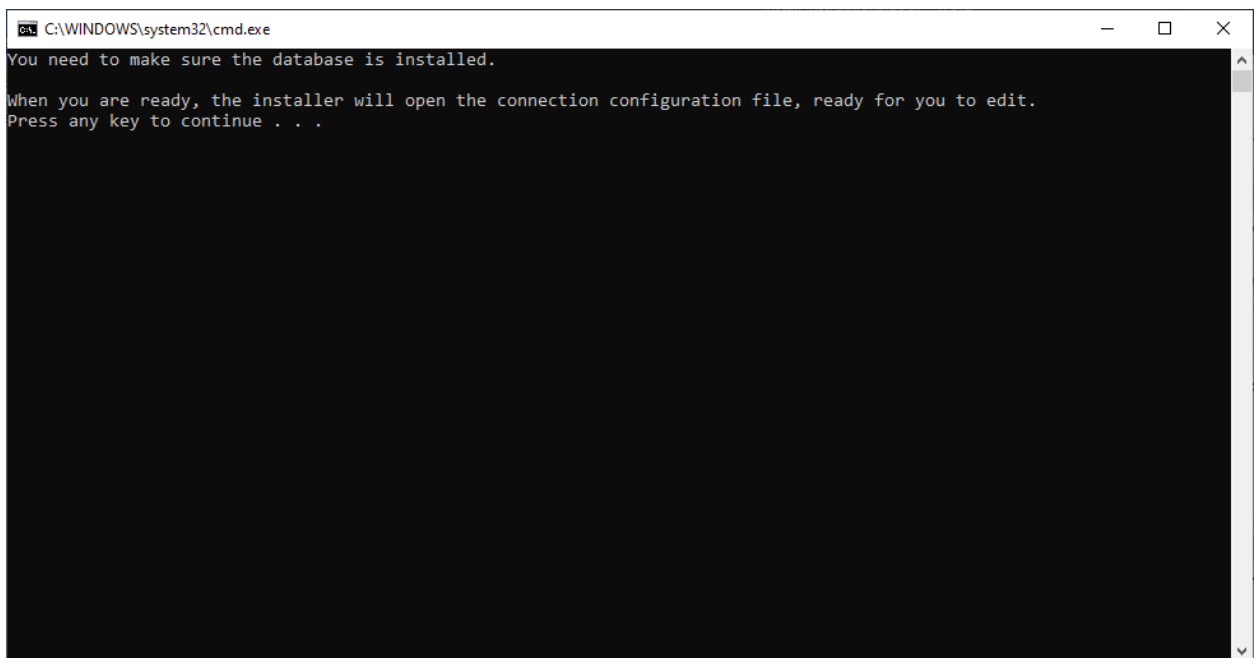 C:\WINDOWS\system32\cmd.exe
You need to make sure the database is installed.
When you are ready, the installer will open the connection configuration file, ready for you to edit.
Press any key to continue . . .